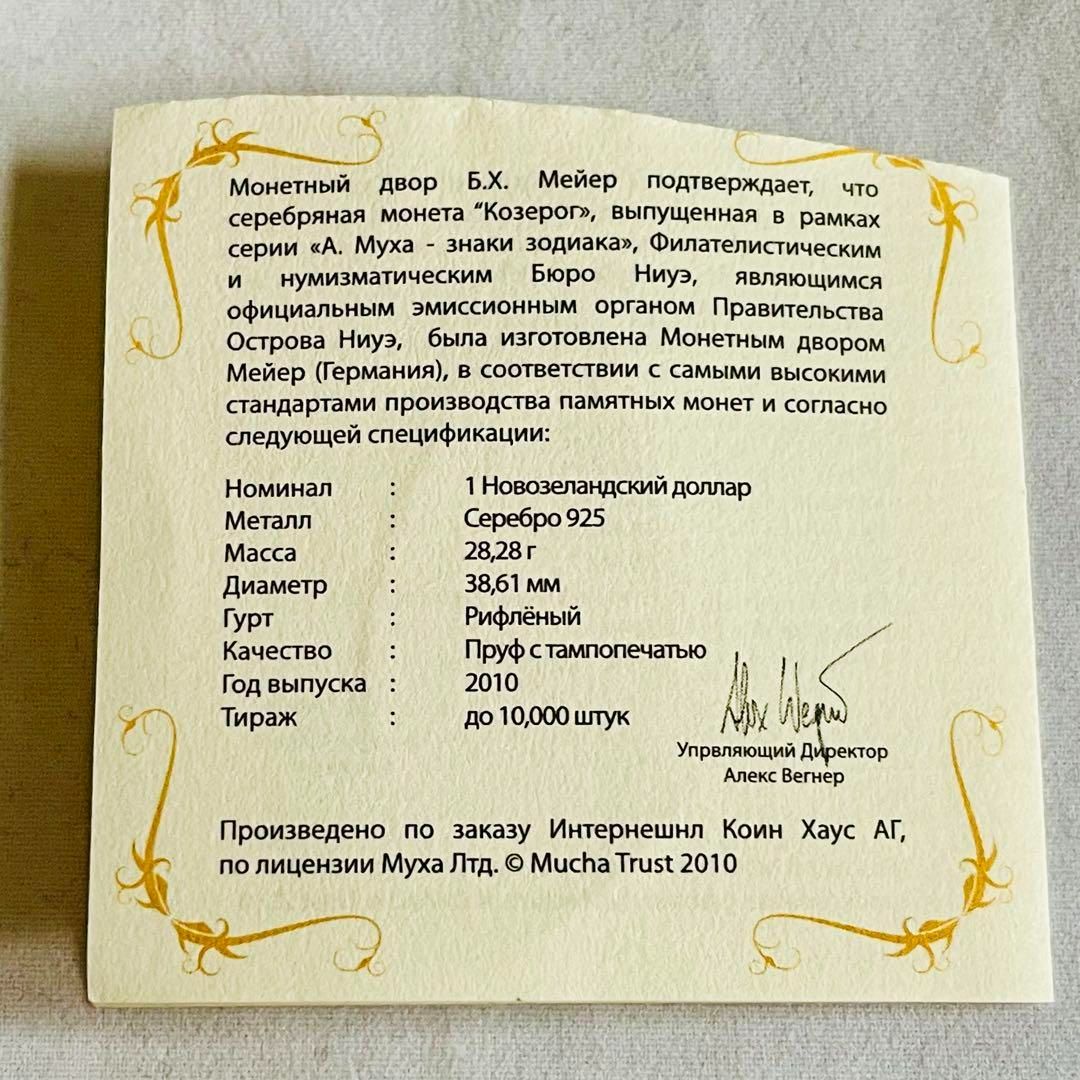 Монетный двор Б.Х. Мейер подтверждает, что
серебряная монета “Козерог», выпущенная в рамках
серии «А. Муха - знаки зодиака», Филателистическим
и нумизматическим Бюро Ниуэ, являющимся
официальным эмиссионным органом Правительства
Острова Ниуэ, была изготовлена Монетным двором
Мейер (Германия), в соответствии с самыми высокими
стандартами производства памятных монет и согласно
следующей спецификации:
Номинал : 1 Новозеландский доллар
Металл : Серебро 925
Масса : 28,28 г
Диаметр : 38,61 мм
Гурт : Рифлёный
Качество : Пруф с тампопечатью
Год выпуска : 2010
Тираж : до 10,000 штук
Упрвляющий Директор
Алекс Вегнер
Произведено по заказу Интернешнл Коин Хаус АГ,
по лицензии Муха Лтд. © Mucha Trust 2010